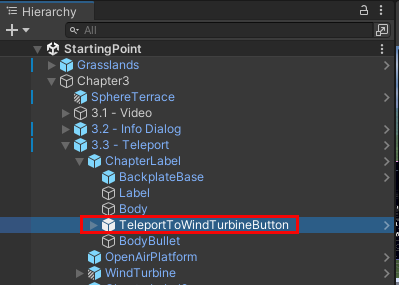 Hierarchy
All
StartingPoint
Grasslands
Chapter3
SphereTerrace
3.1 - Video
3.2 - Info Dialog
3.3 - Teleport
ChapterLabel
BackplateBase
Label
Body
TeleportToWindTurbineButton
BodyBullet
OpenAirPlatform
WindTurbine